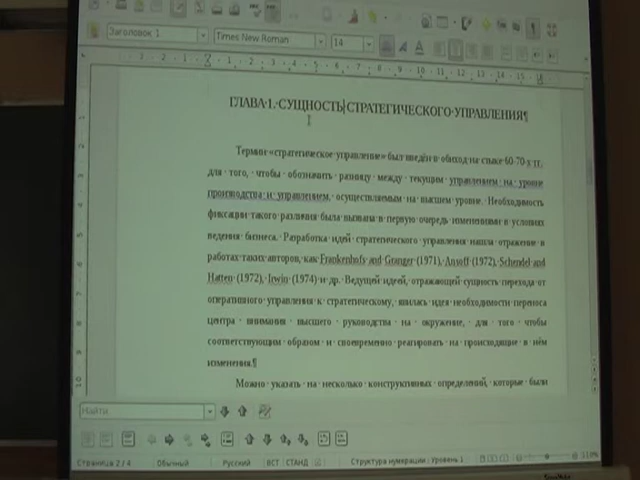 Заголовок 1 Times New Roman 14
ГЛАВА·1.·СУЩНОСТЬ·СТРАТЕГИЧЕСКОГО·УПРАВЛЕНИЯ¶
Термин·«стратегическое·управление»·был·введён·в·обиход·на·стыке·60-70-х·гг.
для·того,·чтобы·обозначить·разницу·между·текущим·управлением·на·уровне
производства·и·управлением,·осуществляемым·на·высшем·уровне.·Необходимость
фиксации·такого·различия·была·вызвана·в·первую·очередь·изменениями·в·условиях
ведения·бизнеса.·Разработка·идей·стратегического·управления·нашла·отражение·в
работах·таких·авторов,·как·Frankenhofs·and·Granger·(1971),·Ansoff·(1972),·Schendel·and
Hatten·(1972),·Irwin·(1974)·и·др.·Ведущей·идеей,·отражающей·сущность·перехода·от
оперативного·управления·к·стратегическому,·явилась·идея·необходимости·переноса
центра·внимания·высшего·руководства·на·окружение,·для·того·чтобы
соответствующим·образом·и·своевременно·реагировать·на·происходящие·в·нём
изменения.¶
Можно·указать·на·несколько·конструктивных·определений,·которые·были
Найти
Страница 2 / 4 Обычный Русский ВСТ СТАНД Структура нумерации: Уровень 1